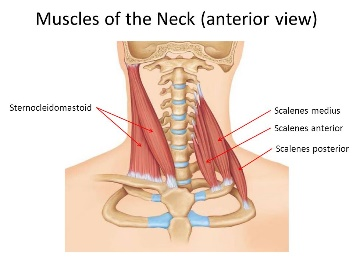 Muscles of the Neck (anterior view)
Sternocleidomastoid
Scalenes medius
Scalenes anterior
Scalenes posterior